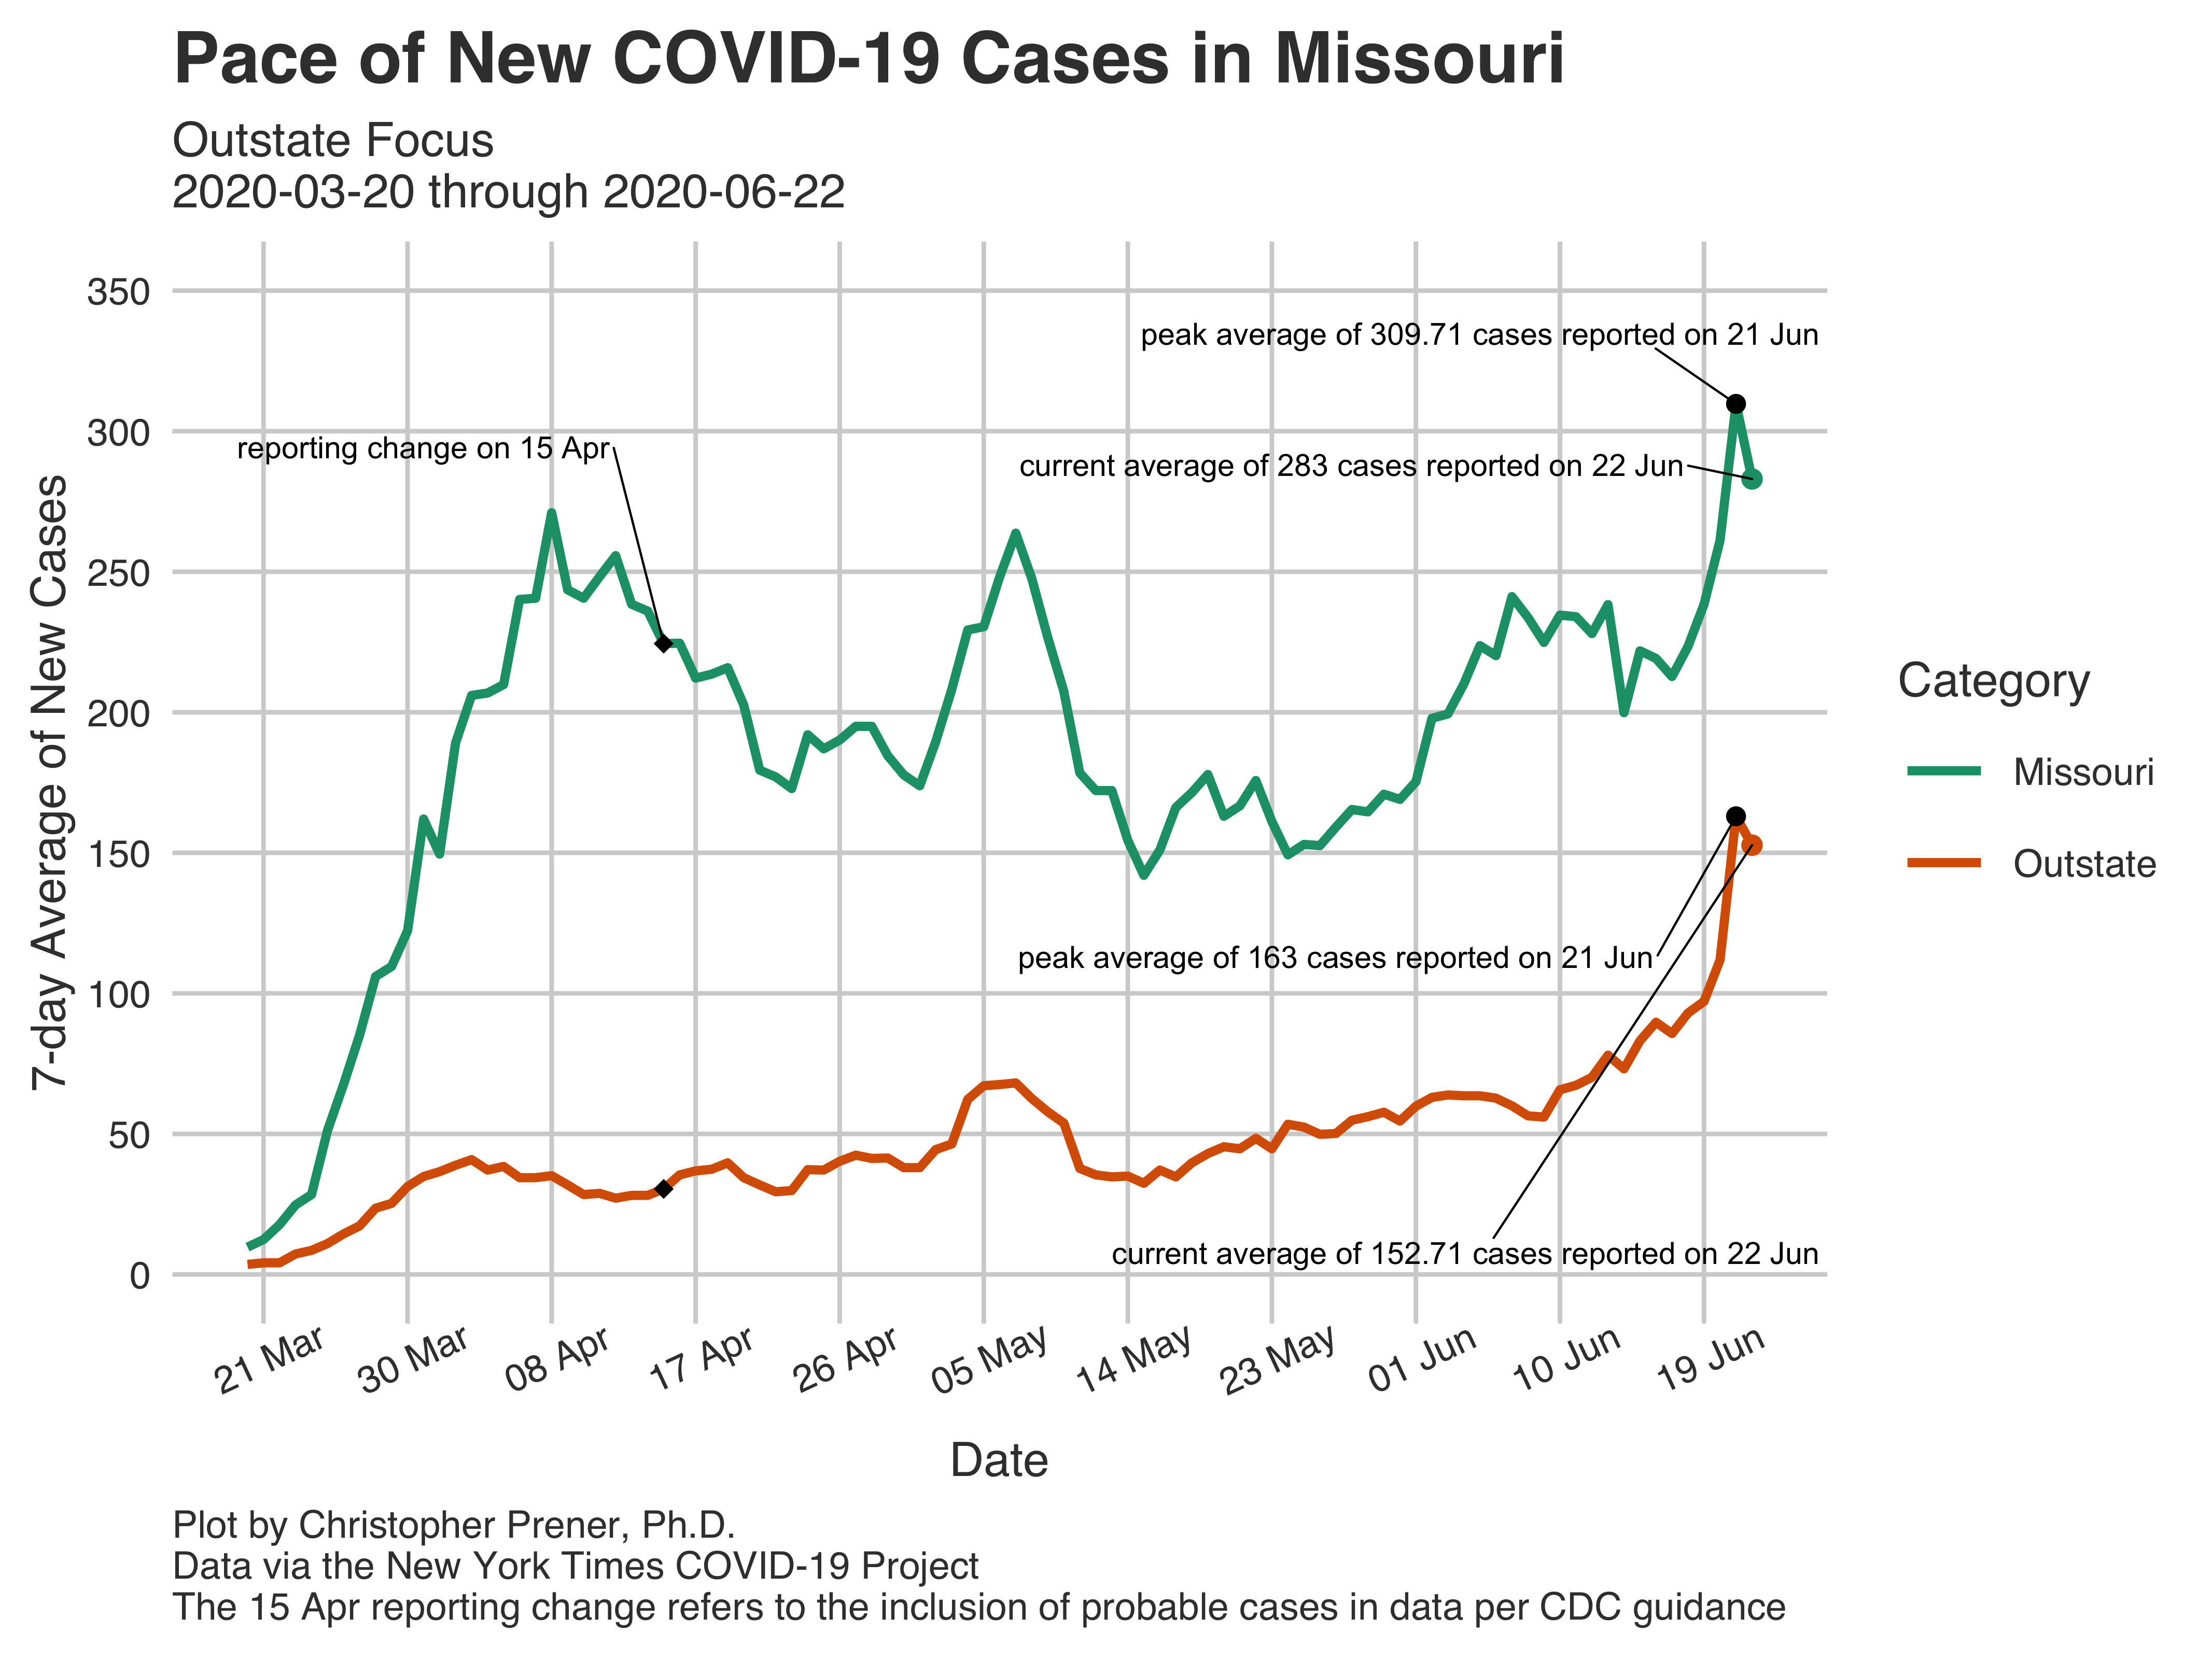 Pace of New COVID-19 Cases in Missouri
Outstate Focus
2020-03-20 through 2020-06-22
7-day Average of New Cases
350
300
250
200
150
100
50
0
peak average of 309.71 cases reported on 21 Jun
reporting change on 15 Apr
current average of 283 cases reported on 22 Jun
peak average of 163 cases reported on 21 Jun
current average of 152.71 cases reported on 22 Jun
Category
Missouri
Outstate
21 Mar
30 Mar
08 Apr
17 Apr
26 Apr
05 May
14 May
23 May
01 Jun
10 Jun
19 Jun
Date
Plot by Christopher Prener, Ph.D.
Data via the New York Times COVID-19 Project
The 15 Apr reporting change refers to the inclusion of probable cases in data per CDC guidance